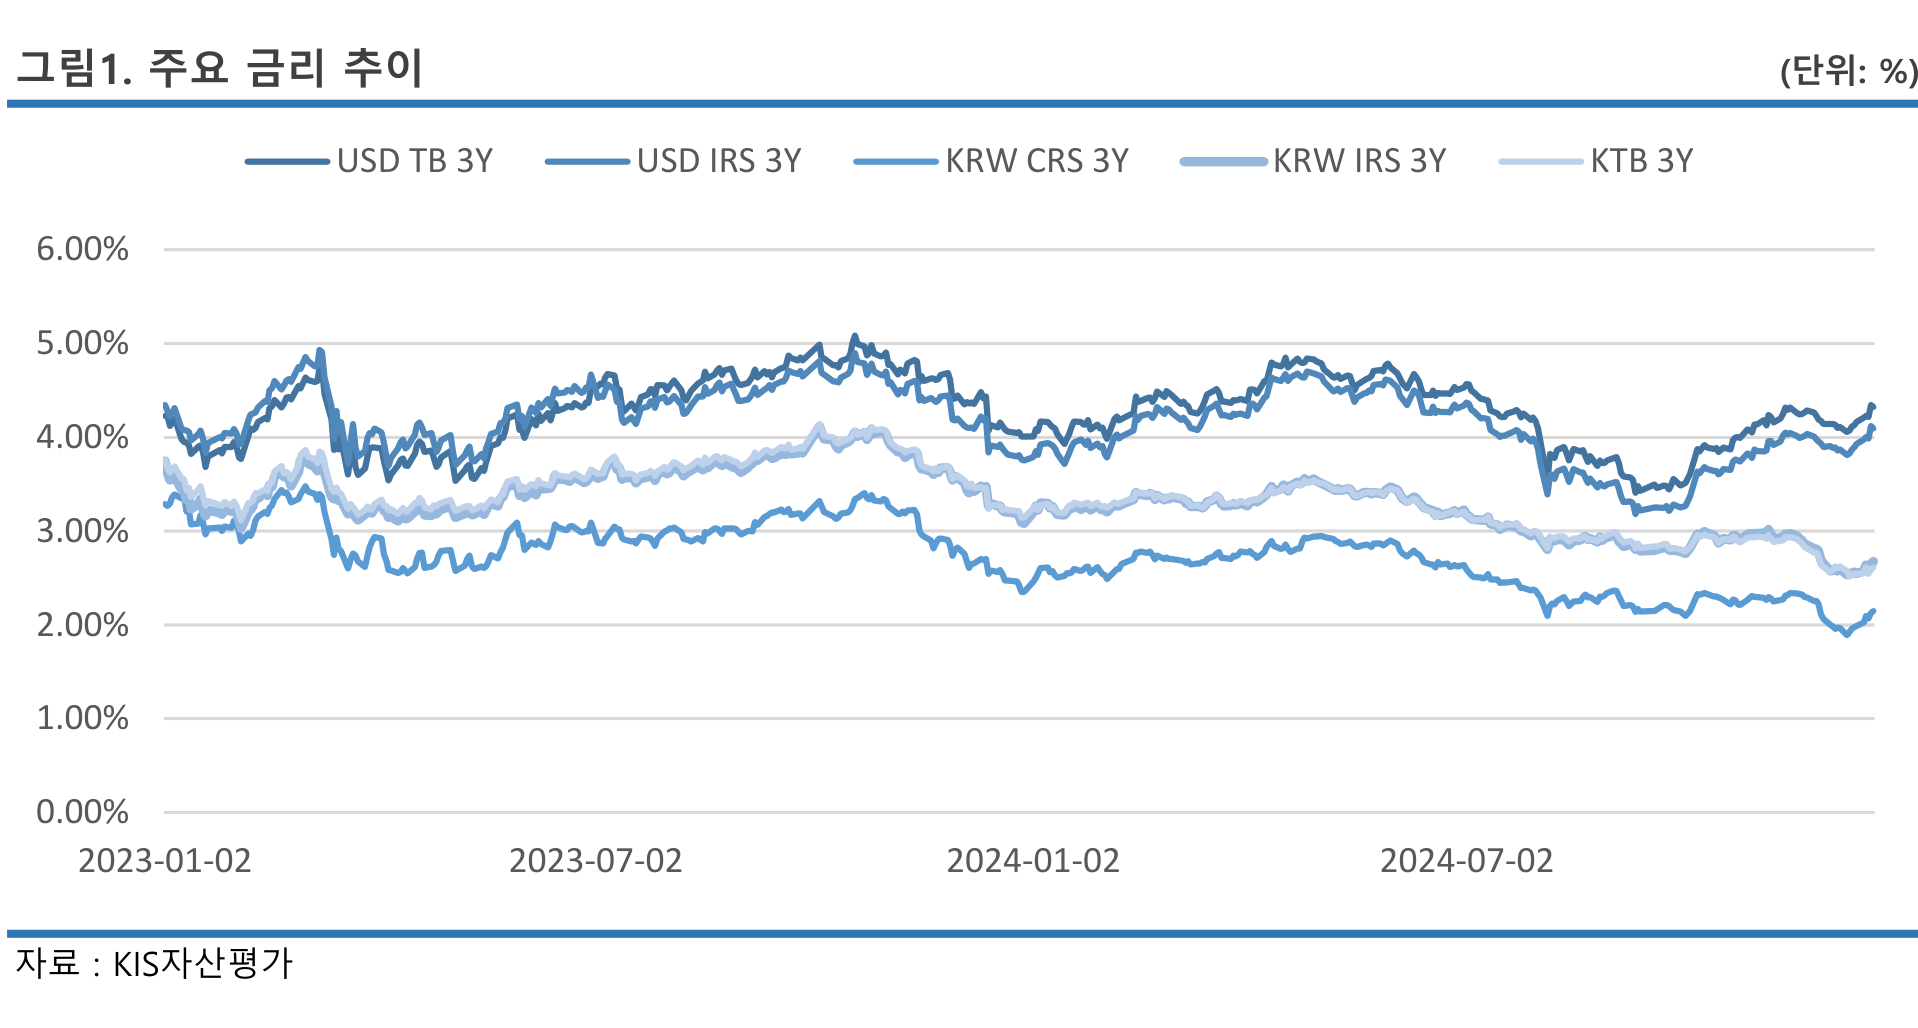 그림1. 주요 금리 추이
(단위: %)
USD TB 3Y
USD IRS 3Y
KRW CRS 3Y
KRW IRS 3Y
KTB 3Y
6.00%
5.00%
4.00%
3.00%
2.00%
1.00%
0.00%
2023-01-02
2023-07-02
2024-01-02
2024-07-02
자료 : KIS자산평가